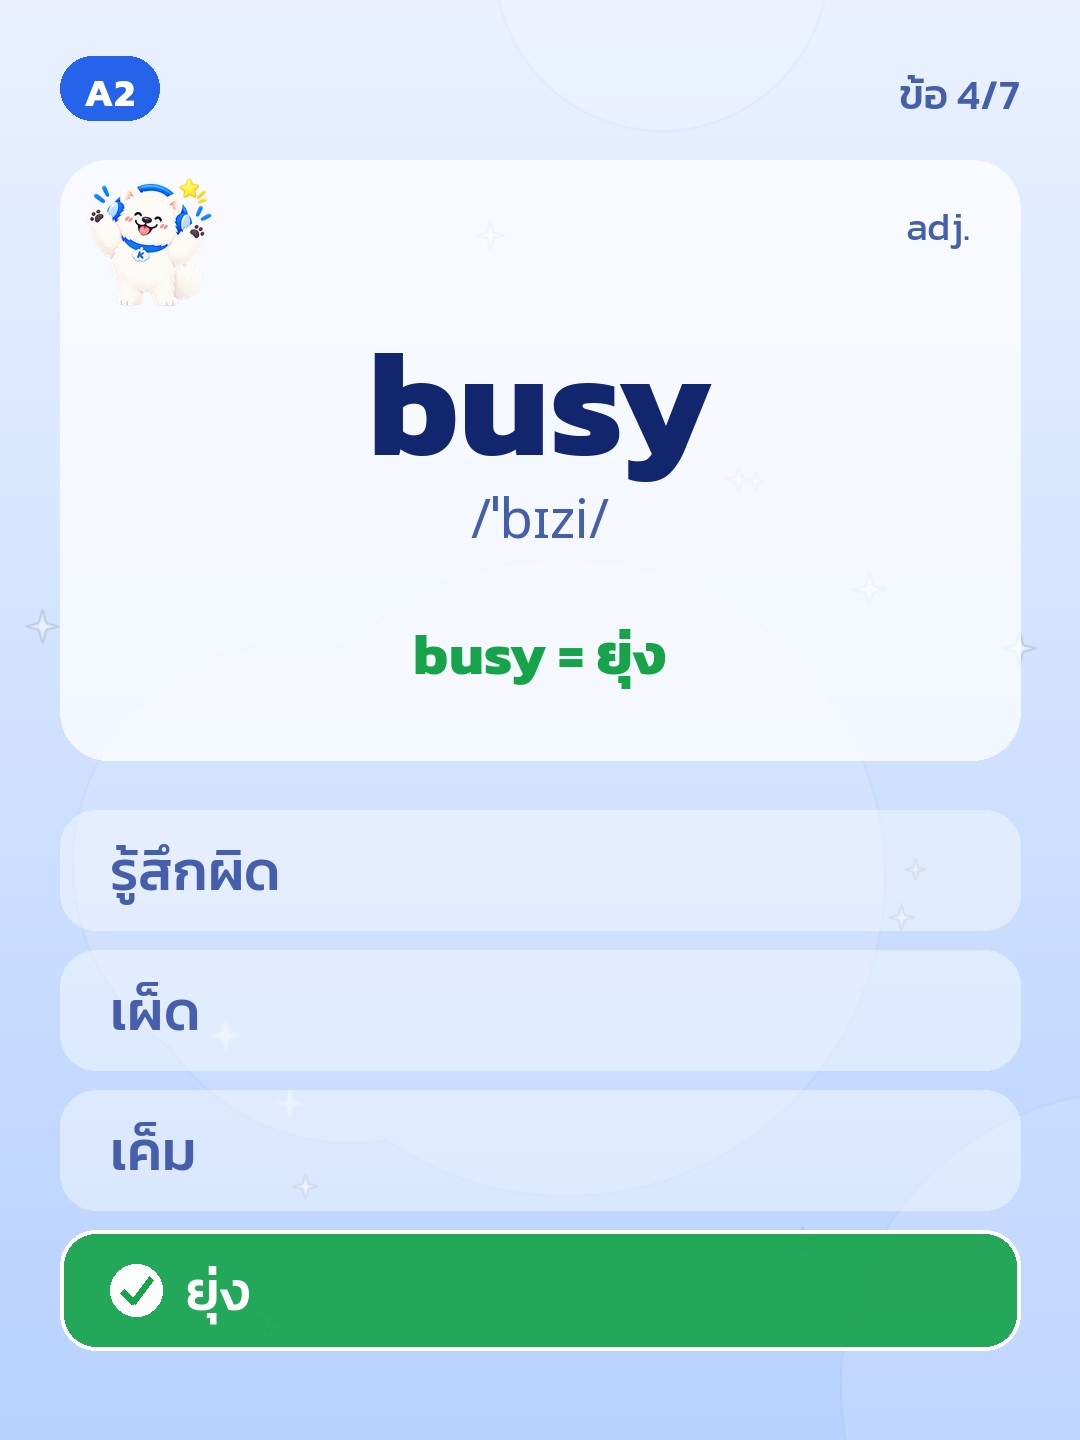 A2
ข้อ 4/7
adj.
busy
/ˈbɪzi/
busy = ยุ่ง
รู้สึกผิด
เผ็ด
เค็ม
ยุ่ง